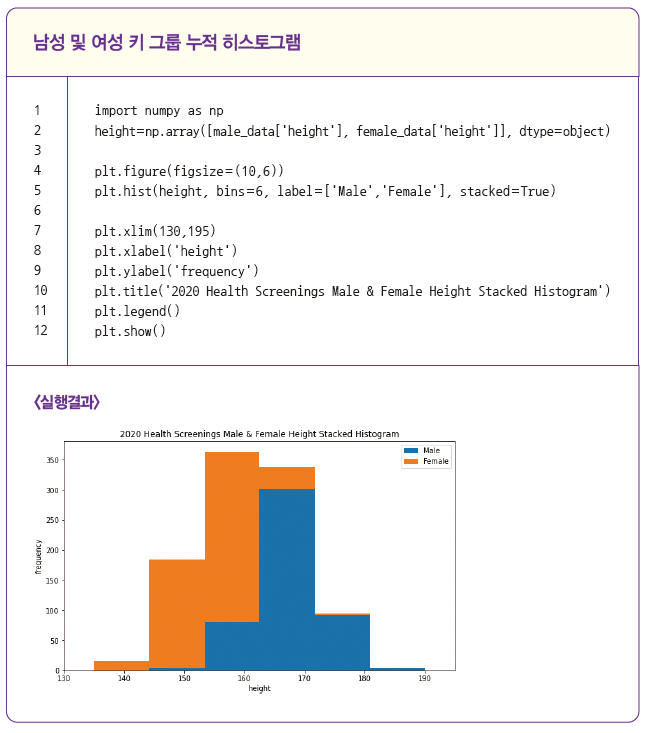 남성 및 여성 키 그룹 누적 히스토그램
1 import numpy as np
2 height=np.array([male_data['height'], female_data['height']], dtype=object)
3
4 plt.figure(figsize=(10,6))
5 plt.hist(height, bins=6, label=['Male','Female'], stacked=True)
6
7 plt.xlim(130,195)
8 plt.xlabel('height')
9 plt.ylabel('frequency')
10 plt.title('2020 Health Screenings Male & Female Height Stacked Histogram')
11 plt.legend()
12 plt.show()
〈실행결과〉
2020 Health Screenings Male & Female Height Stacked Histogram
Male
Female
350
300
250
200
150
100
50
0
frequency
130 140 150 160 170 180 190
height